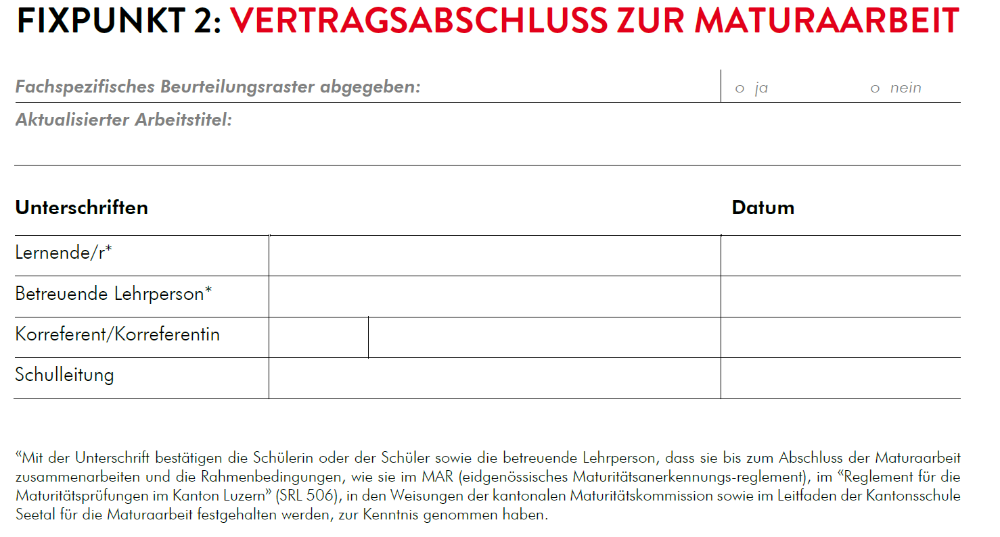 FIXPUNKT 2: VERTRAGSABSCHLUSS ZUR MATURAARBEIT
Fachspezifisches Beurteilungsraster abgegeben: o ja o nein
Aktualisierter Arbeitstitel:
Unterschriften Datum
Lernende/r*
Betreuende Lehrperson*
Korreferent/Korreferentin
Schulleitung
«Mit der Unterschrift bestätigen die Schülerin oder der Schüler sowie die betreuende Lehrperson, dass sie bis zum Abschluss der Maturaarbeit
zusammenarbeiten und die Rahmenbedingungen, wie sie im MAR (eidgenössisches Maturitätsanerkennungs-reglement), im «Reglement für die
Maturitätsprüfungen im Kanton Luzern» (SRL 506), in den Weisungen der kantonalen Maturitätskommission sowie im Leitfaden der Kantonsschule
Seetal für die Maturaarbeit festgehalten werden, zur Kenntnis genommen haben.